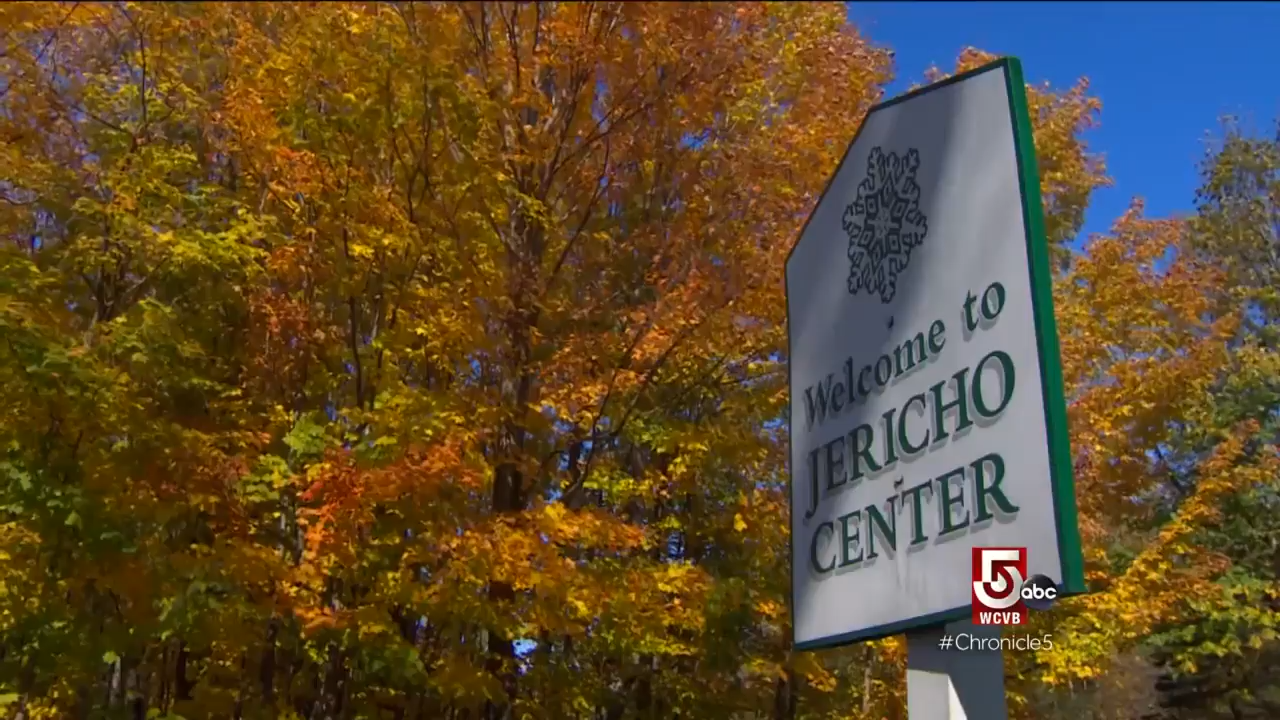 Welcome to
JERICHO
CENTER
5 abc
WCVB
#Chronicle5